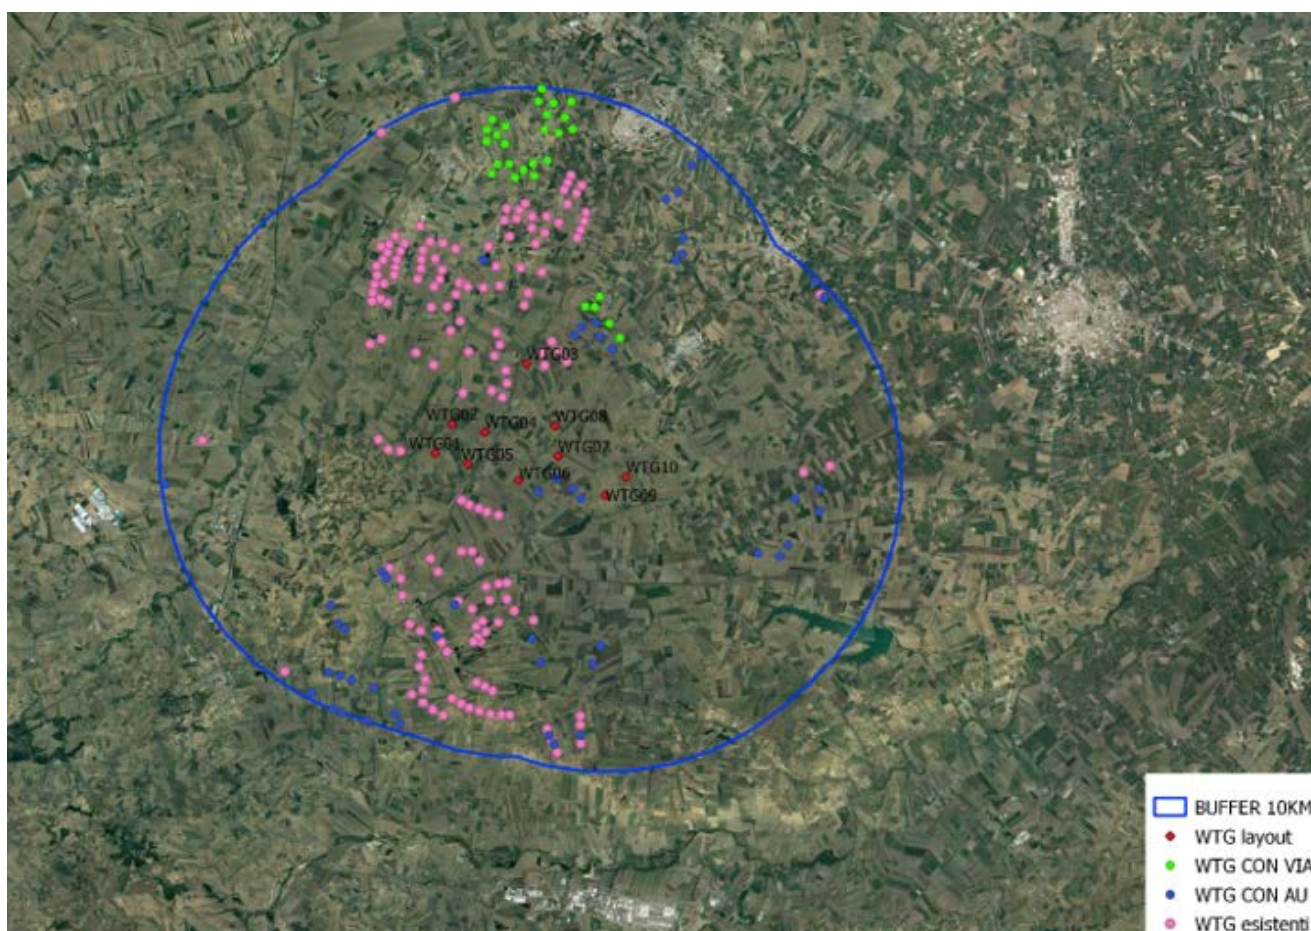 WTG03
WTG02
WTG04
WTG08
WTG01
WTG05
WTG07
WTG06
WTG10
WTG09
BUFFER 10KM
WTG layout
WTG CON VIA
WTG CON AU
WTG esistenti